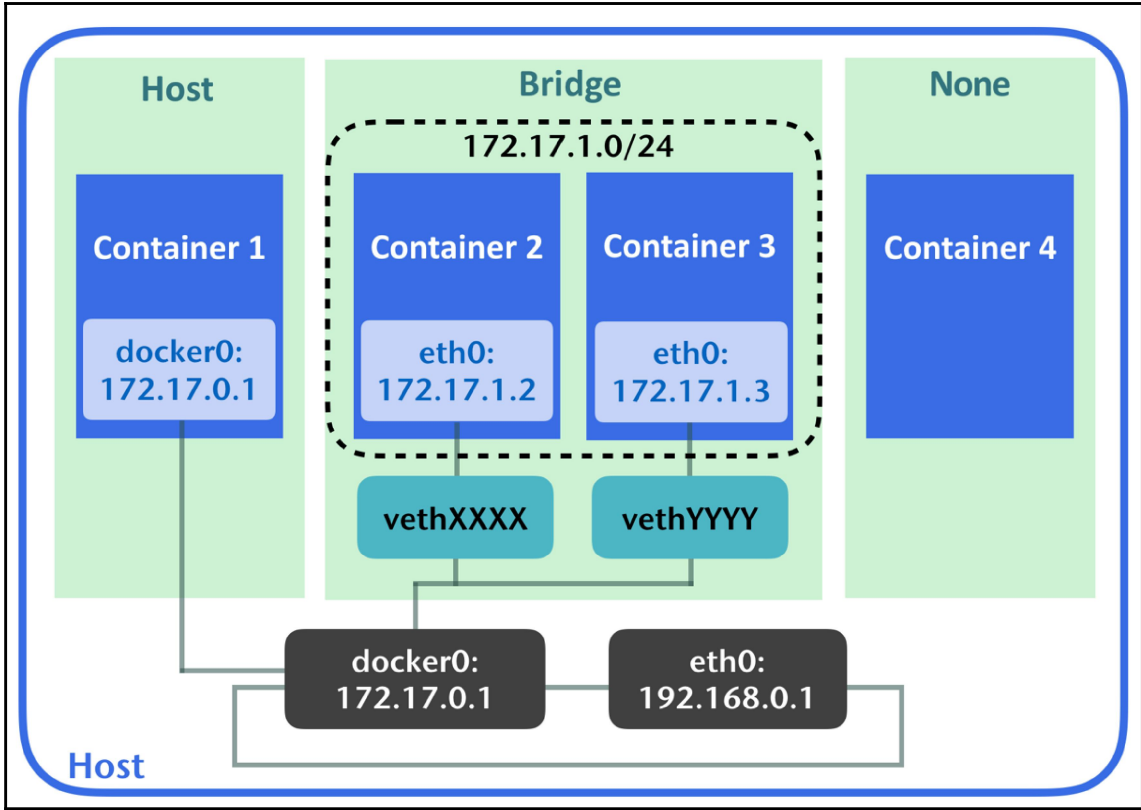 Host
Bridge
None
172.17.1.0/24
Container 1
Container 2
Container 3
Container 4
docker0:
172.17.0.1
eth0:
172.17.1.2
eth0:
172.17.1.3
vethXXXX
vethYYYY
docker0:
172.17.0.1
eth0:
192.168.0.1
Host